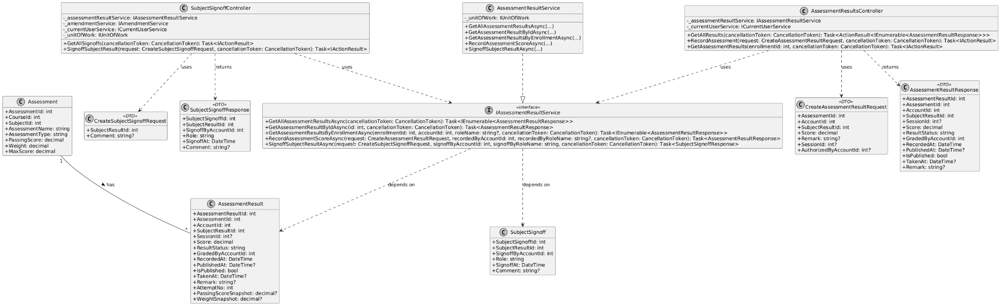 C SubjectSignoffController
-_assessmentResultService: IAssessmentResultService
-_amendmentService: IAmendmentService
-_currentUserService: ICurrentUserService
-_unitOfWork: IUnitOfWork
+GetAllSignoffs(cancellationToken: CancellationToken): Task<IActionResult>
+SignoffSubjectResult(request: CreateSubjectSignoffRequest, cancellationToken: CancellationToken): Task<IActionResult>
C AssessmentResultService
-_unitOfWork: IUnitOfWork
+GetAllAssessmentResultsAsync(...)
+GetAssessmentResultByIdAsync(...)
+GetAssessmentResultsByEnrollmentAsync(...)
+RecordAssessmentScoreAsync(...)
+SignoffSubjectResultAsync(...)
C AssessmentResultsController
-_assessmentResultService: IAssessmentResultService
-_currentUserService: ICurrentUserService
+GetAllResults(cancellationToken: CancellationToken): Task<ActionResult<IEnumerable<AssessmentResultResponse>>>
+RecordAssessment(request: CreateAssessmentResultRequest, cancellationToken: CancellationToken): Task<IActionResult>
+GetAssessmentResults(enrollmentId: int, cancellationToken: CancellationToken): Task<IActionResult>
uses
returns
uses
uses
uses
returns
C Assessment
+AssessmentId: int
+CourseId: int
+SubjectId: int
+AssessmentName: string
+AssessmentType: string
+PassingScore: decimal
+Weight: decimal
+MaxScore: decimal
C «DTO»
CreateSubjectSignoffRequest
+SubjectResultId: int
+Comment: string?
C «DTO»
SubjectSignoffResponse
+SubjectSignoffId: int
+SubjectResultId: int
+SignoffByAccountId: int
+Role: string
+SignoffAt: DateTime
+Comment: string?
I «interface»
IAssessmentResultService
+GetAllAssessmentResultsAsync(cancellationToken: CancellationToken): Task<IEnumerable<AssessmentResultResponse>>
+GetAssessmentResultByIdAsync(id: int, cancellationToken: CancellationToken): Task<AssessmentResultResponse>
+GetAssessmentResultsByEnrollmentAsync(enrollmentId: int, accountId: int, roleName: string?, cancellationToken: CancellationToken): Task<IEnumerable<AssessmentResultResponse>>
+RecordAssessmentScoreAsync(request: CreateAssessmentResultRequest, recordedByAccountId: int, recordedByRoleName: string?, cancellationToken: CancellationToken): Task<AssessmentResultResponse>
+SignoffSubjectResultAsync(request: CreateSubjectSignoffRequest, signoffByAccountId: int, signoffByRoleName: string, cancellationToken: CancellationToken): Task<SubjectSignoffResponse>
C «DTO»
CreateAssessmentResultRequest
+AssessmentId: int
+AccountId: int
+SubjectResultId: int
+Score: decimal
+Remark: string?
+SessionId: int?
+AuthorizedByAccountId: int?
C «DTO»
AssessmentResultResponse
+AssessmentResultId: int
+AssessmentId: int
+AccountId: int
+SubjectResultId: int
+SessionId: int?
+Score: decimal
+ResultStatus: string
+GradedByAccountId: int
+RecordedAt: DateTime
+PublishedAt: DateTime?
+IsPublished: bool
+TakenAt: DateTime?
+Remark: string?
1
has
*
depends on
depends on
C AssessmentResult
+AssessmentResultId: int
+AssessmentId: int
+AccountId: int
+SubjectResultId: int
+SessionId: int?
+Score: decimal
+ResultStatus: string
+GradedByAccountId: int
+RecordedAt: DateTime
+PublishedAt: DateTime?
+IsPublished: bool
+TakenAt: DateTime?
+Remark: string?
+AttemptNo: int
+PassingScoreSnapshot: decimal?
+WeightSnapshot: decimal?
C SubjectSignoff
+SubjectSignoffId: int
+SubjectResultId: int
+SignoffByAccountId: int
+Role: string
+SignoffAt: DateTime
+Comment: string?